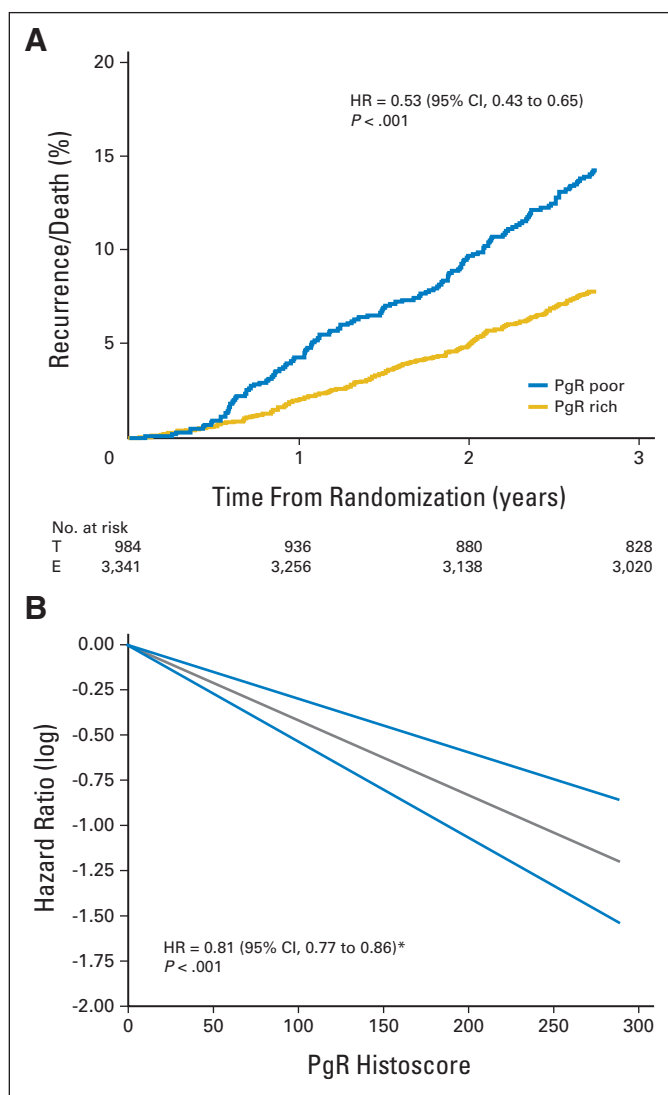 A
20
15
10
5
0
1
2
3
Recurrence/Death (%)
HR = 0.53 (95% CI, 0.43 to 0.65)
P < .001
PgR poor
PgR rich
Time From Randomization (years)
No. at risk
T 984 936 880 828
E 3,341 3,256 3,138 3,020
B
0.00
-0.25
-0.50
-0.75
-1.00
-1.25
-1.50
-1.75
-2.00
Hazard Ratio (log)
HR = 0.81 (95% CI, 0.77 to 0.86)*
P < .001
0 50 100 150 200 250 300
PgR Histoscore